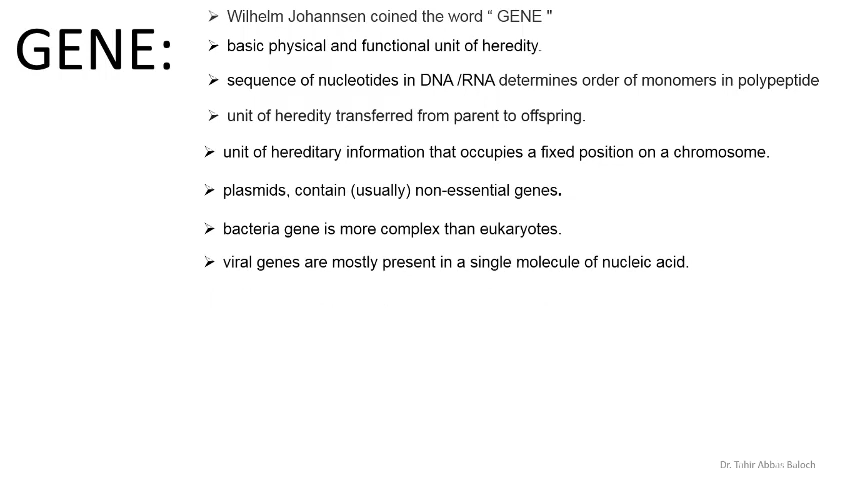 GENE:
➢ Wilhelm Johannsen coined the word “ GENE "
➢ basic physical and functional unit of heredity.
➢ sequence of nucleotides in DNA /RNA determines order of monomers in polypeptide
➢ unit of heredity transferred from parent to offspring.
➢ unit of hereditary information that occupies a fixed position on a chromosome.
➢ plasmids, contain (usually) non-essential genes.
➢ bacteria gene is more complex than eukaryotes.
➢ viral genes are mostly present in a single molecule of nucleic acid.
Dr. Tahir Abbas Baloch